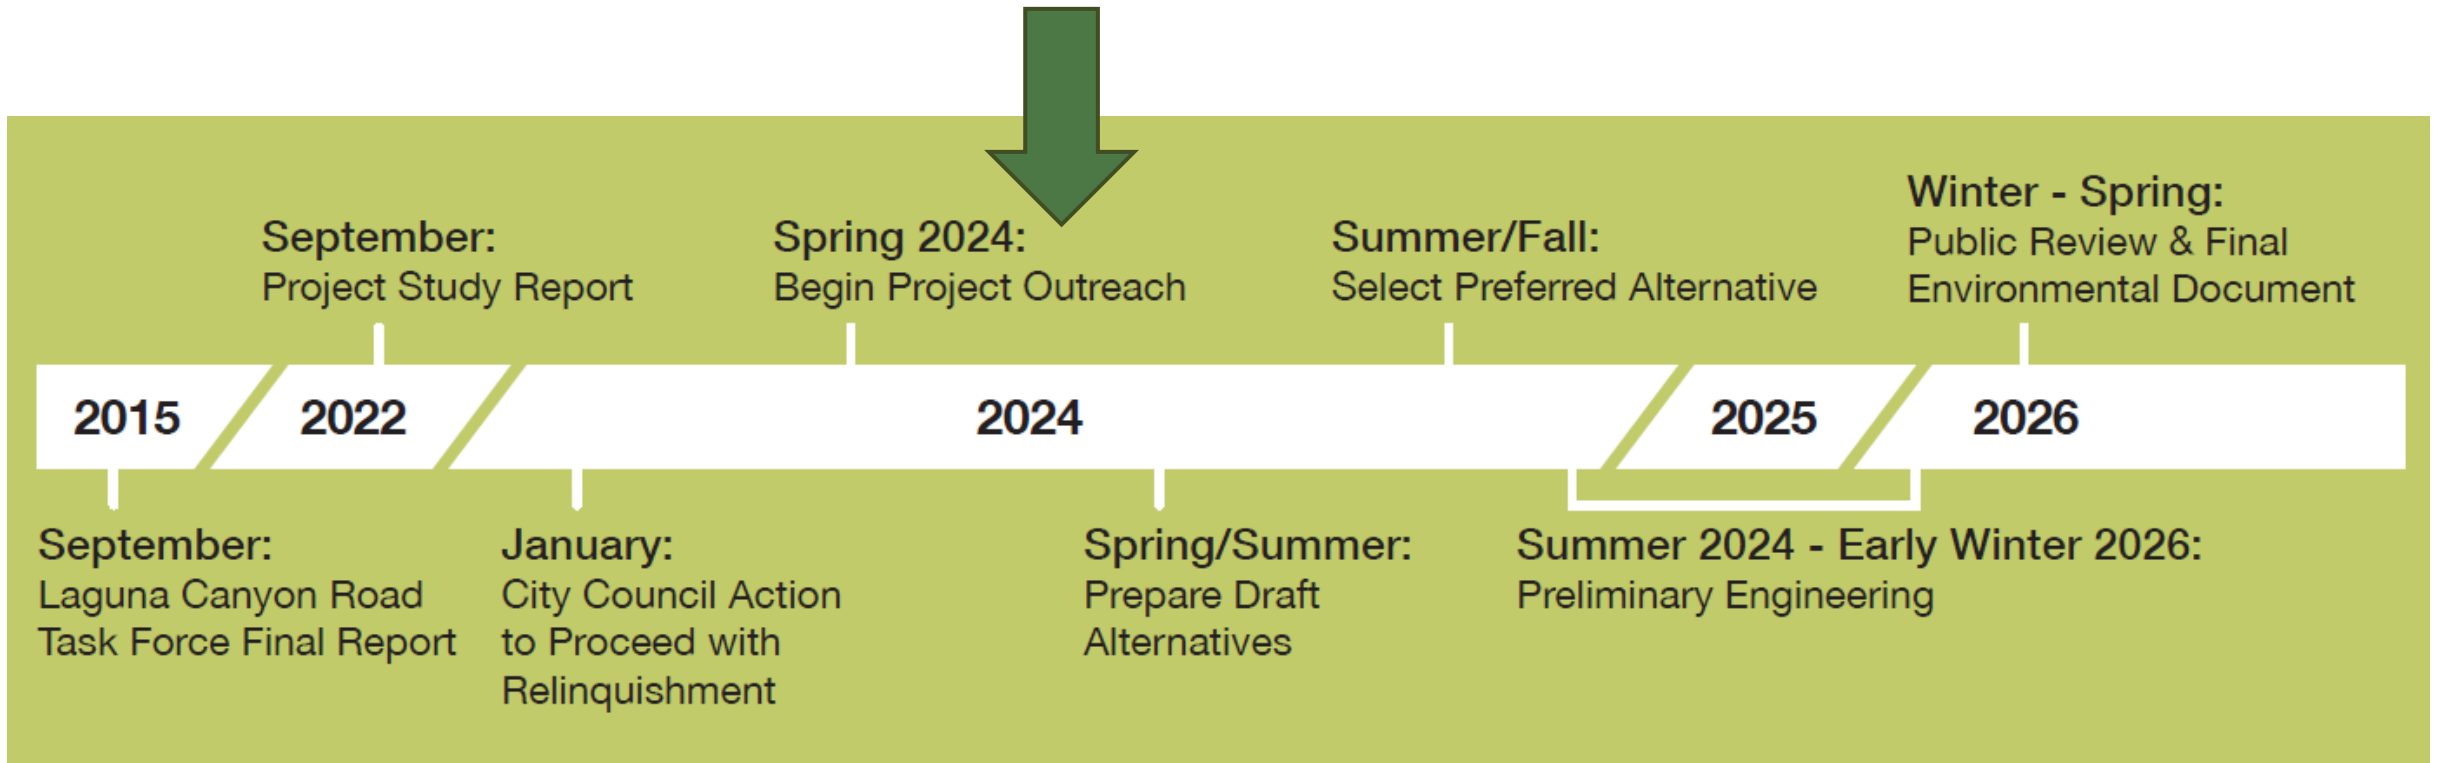 September:
Project Study Report
Spring 2024:
Begin Project Outreach
Summer/Fall:
Select Preferred Alternative
Winter - Spring:
Public Review & Final
Environmental Document
2015
2022
2024
2025
2026
September:
Laguna Canyon Road
Task Force Final Report
January:
City Council Action
to Proceed with
Relinquishment
Spring/Summer:
Prepare Draft
Alternatives
Summer 2024 - Early Winter 2026:
Preliminary Engineering